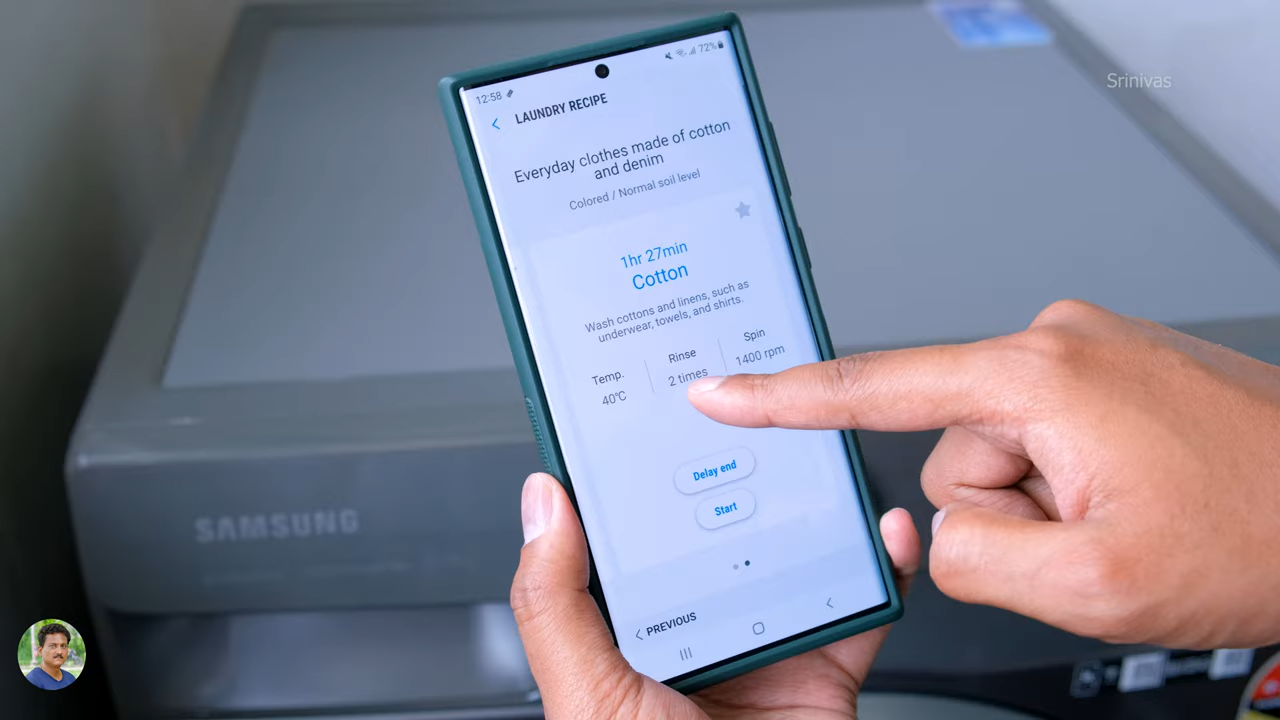 Srinivas
12:58
72%
LAUNDRY RECIPE
Everyday clothes made of cotton
and denim
Colored / Normal soil level
1hr 27min
Cotton
Wash cottons and linens, such as
underwear, towels, and shirts.
Temp.
40℃
Rinse
2 times
Spin
1400 rpm
Delay end
Start
PREVIOUS
SAMSUNG